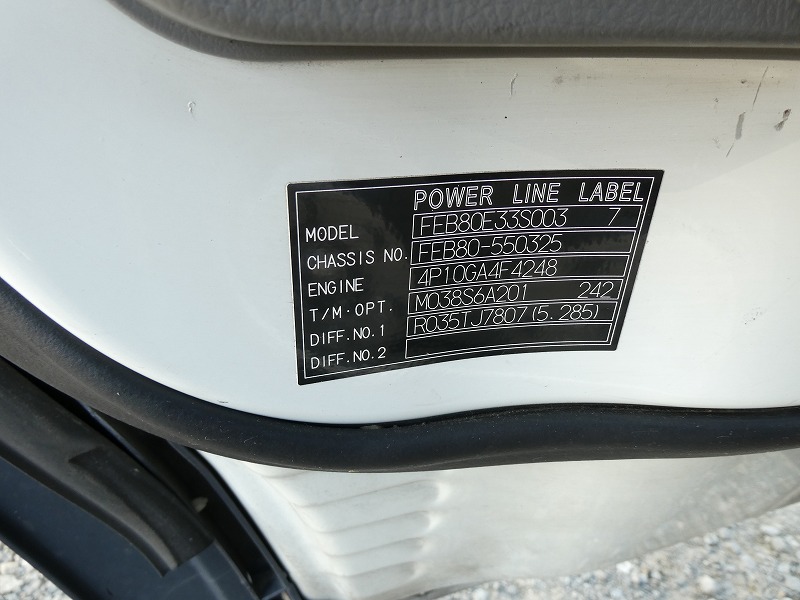 POWER LINE LABEL
MODEL FEB80E33S003 7
CHASSIS NO. FEB80-550325
ENGINE 4P10GA4F4248
T/M·OPT. M038S6A201 242
DIFF.NO.1 R035TJ7807(5.285)
DIFF.NO.2